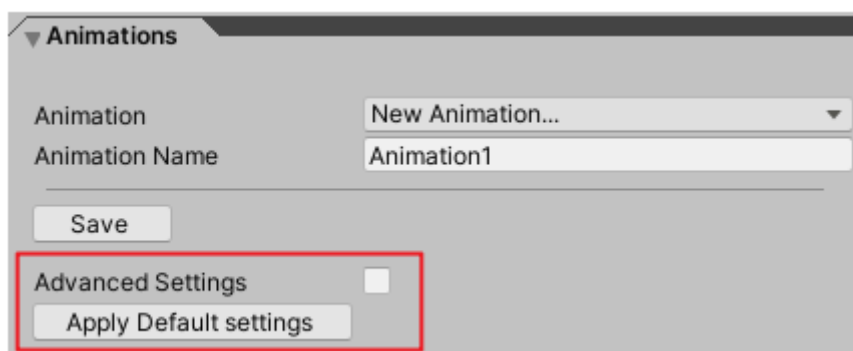 Animations
Animation New Animation...
Animation Name Animation1
Save
Advanced Settings
Apply Default settings